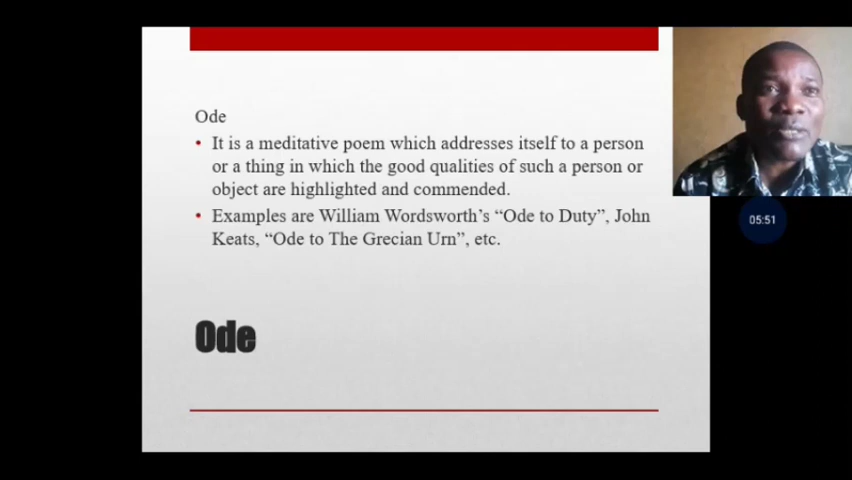 Ode
• It is a meditative poem which addresses itself to a person
or a thing in which the good qualities of such a person or
object are highlighted and commended.
• Examples are William Wordsworth’s “Ode to Duty”, John
Keats, “Ode to The Grecian Urn”, etc.
Ode
05:51